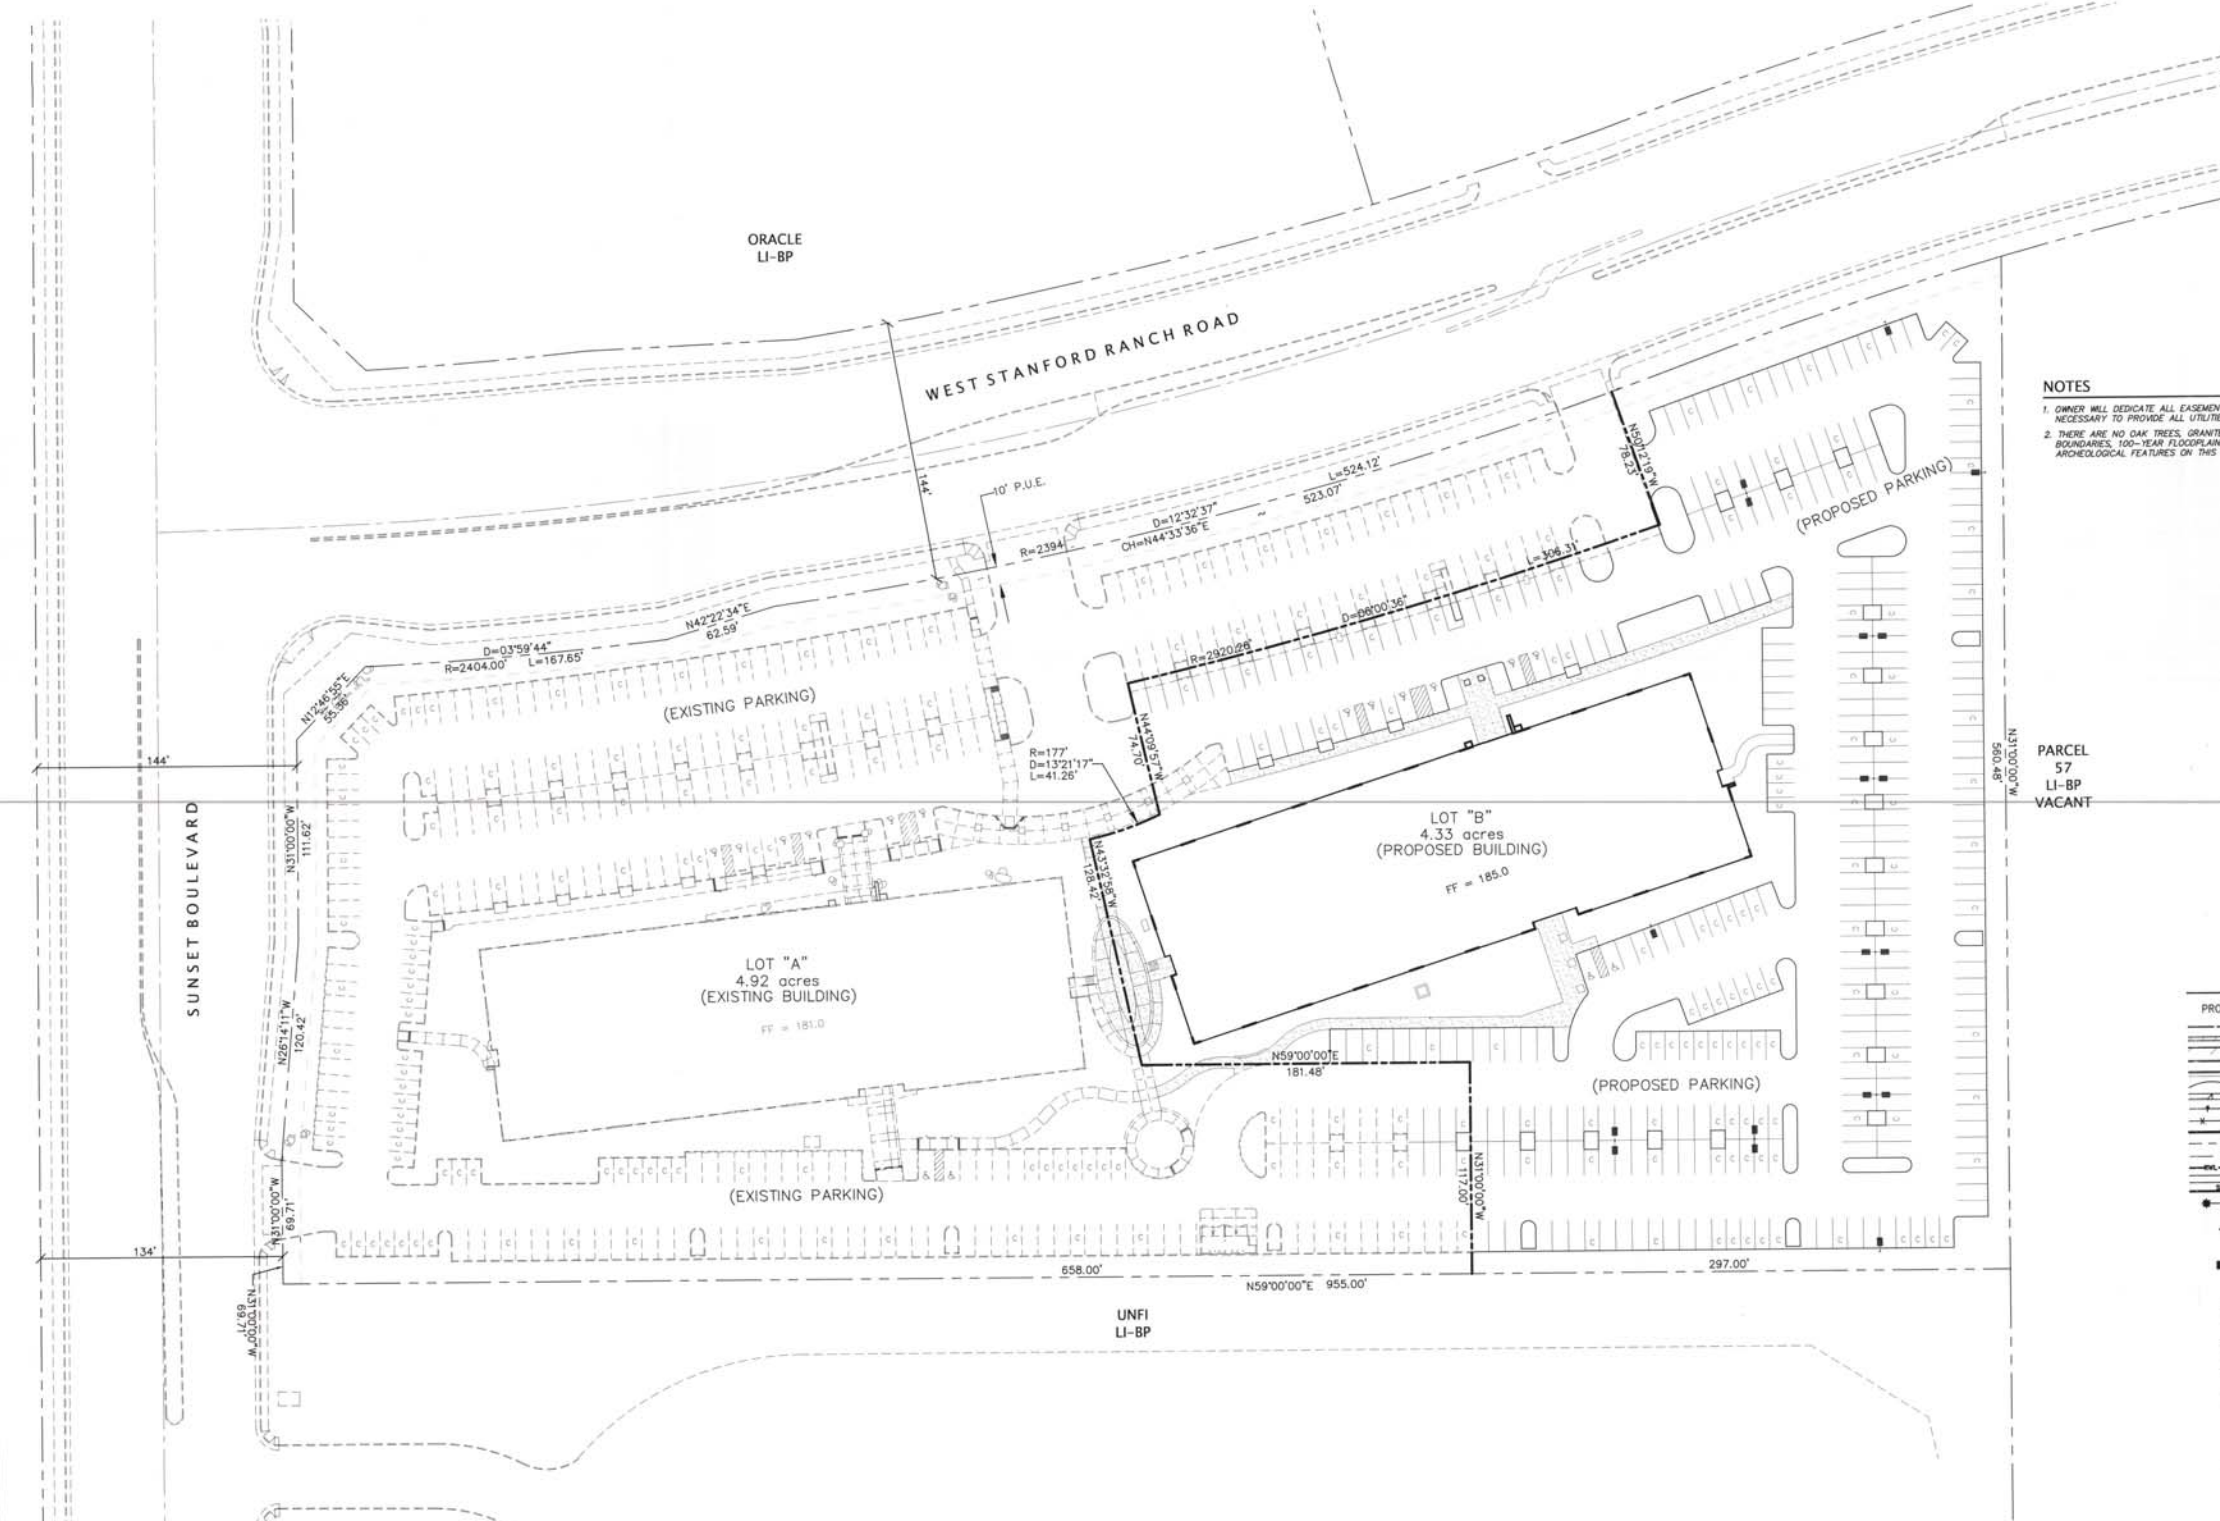 ORACLE
LI-BP
WEST STANFORD RANCH ROAD
144'
10' P.U.E.
R=2394
D=12°32'37"
CH=N44°33'36"E
~
L=524.12'
523.07'
N50°12'19"W
78.23'
NOTES
1. OWNER WILL DEDICATE ALL EASEMEN
NECESSARY TO PROVIDE ALL UTILITIE
2. THERE ARE NO OAK TREES, GRANITE
BOUNDARIES, 100-YEAR FLOODPLAIN
ARCHEOLOGICAL FEATURES ON THIS
(PROPOSED PARKING)
L=306.31'
D=06°00'36"
R=2920.26'
N42°22'34"E
62.59'
D=03°59'44"
R=2404.00'
L=167.65'
N12°46'55"E
55.36'
(EXISTING PARKING)
N44°09'57"W
74.70'
R=177'
D=13°21'17"
L=41.26'
144'
SUNSET BOULEVARD
N31°00'00"W
111.62'
N31°00'00"W
560.48'
PARCEL
57
LI-BP
VACANT
LOT "B"
4.33 acres
(PROPOSED BUILDING)
FF = 185.0
N43°32'58"W
128.42'
LOT "A"
4.92 acres
(EXISTING BUILDING)
FF = 181.0
N26°14'11"W
120.42'
PRO
N59°00'00"E
181.48'
(PROPOSED PARKING)
(EXISTING PARKING)
N31°00'00"W
117.00'
N31°00'00"W
69.71'
134'
658.00'
297.00'
N59°00'00"E 955.00'
N31°00'00"W
69.71'
UNFI
LI-BP